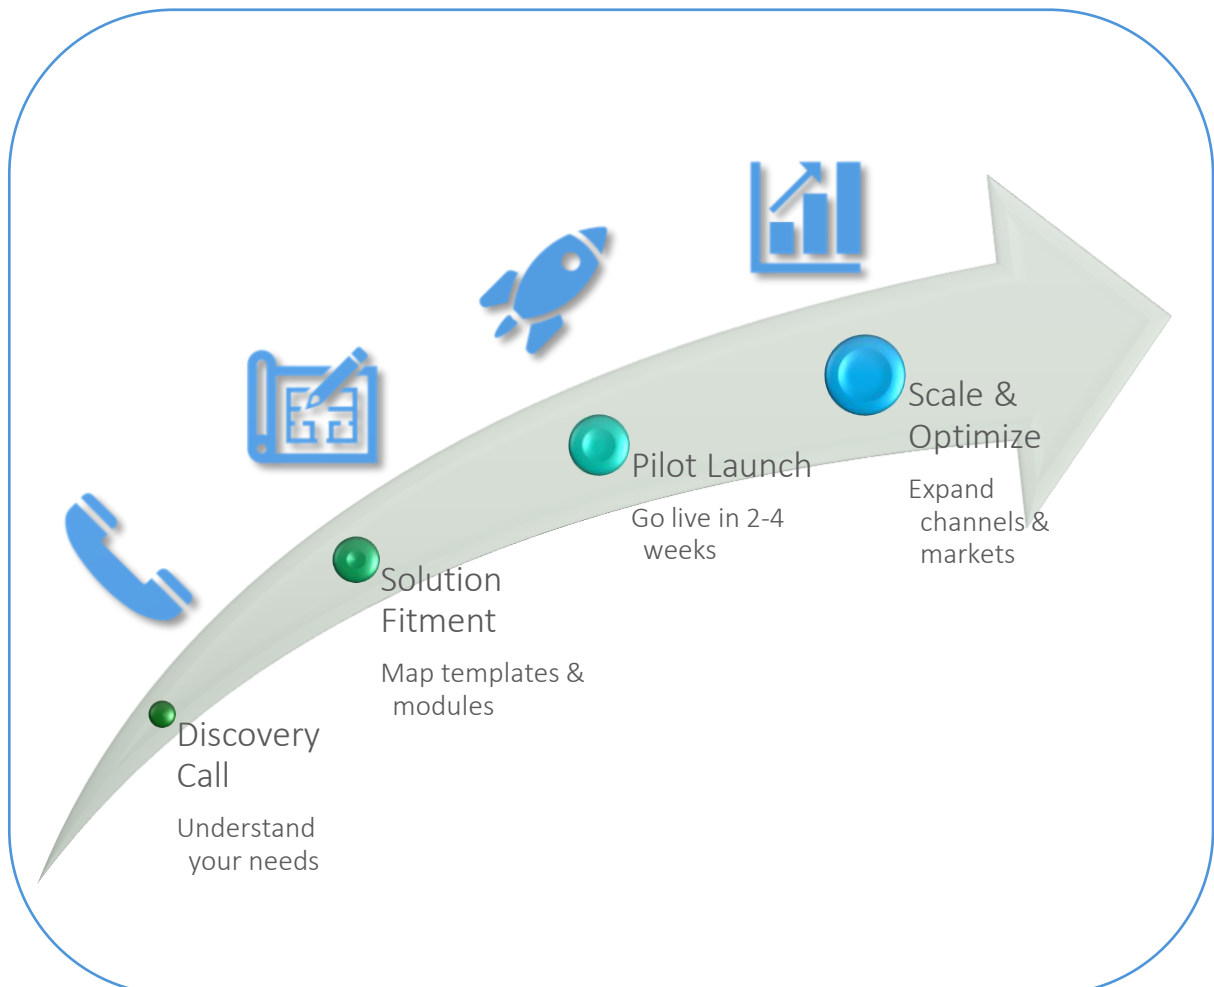 Discovery
Call
Understand
your needs
Solution
Fitment
Map templates &
modules
Pilot Launch
Go live in 2-4
weeks
Scale &
Optimize
Expand
channels &
markets